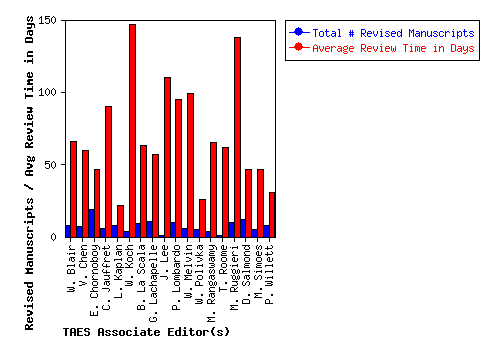 Total # Revised Manuscripts
Average Review Time in Days
Revised Manuscripts / Avg Review Time in Days
150
100
50
0
W. Blair
V. Chen
E. Chornoboy
C. Jauffret
L. Kaplan
W. Koch
B. La Scala
G. Lachapelle
J. Lee
P. Lombardo
W. Melvin
W. Polivka
M. Rangaswamy
T. Roome
M. Ruggieri
D. Salmond
M. Simoes
P. Willett
TAES Associate Editor(s)